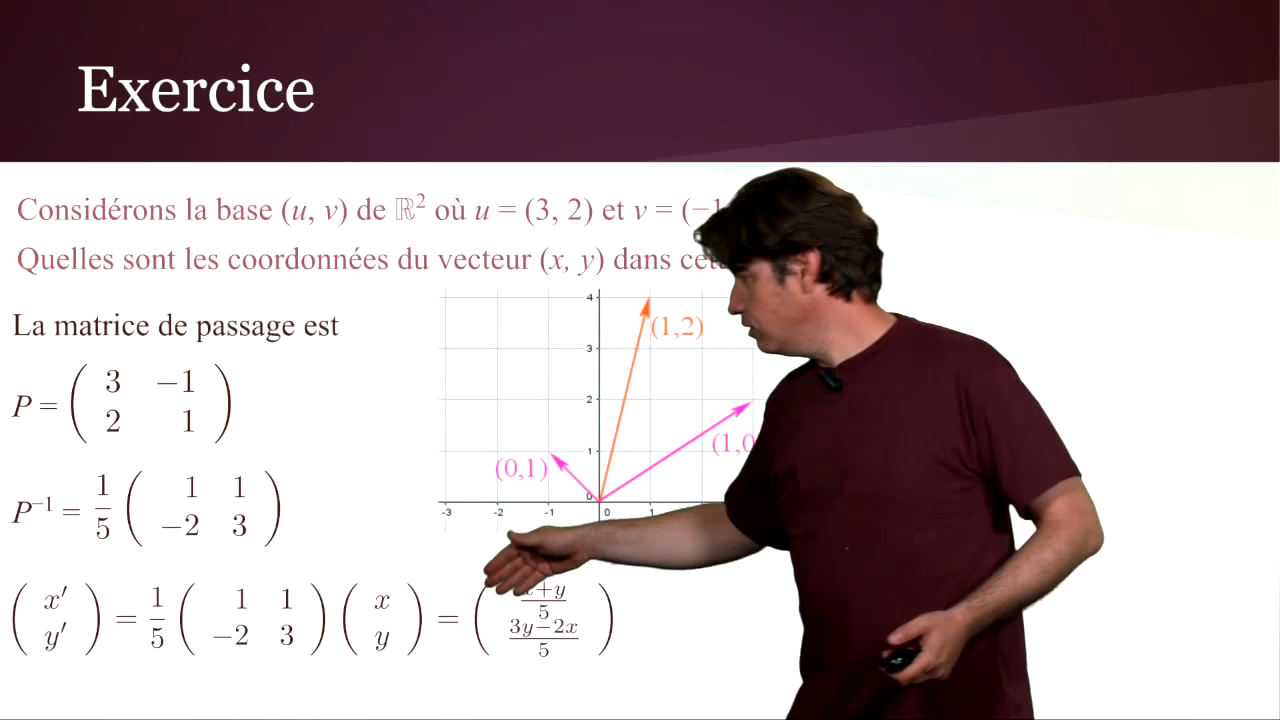 Exercice
Considérons la base (u, v) de ℝ² où u = (3, 2) et v = (−1
Quelles sont les coordonnées du vecteur (x, y) dans
La matrice de passage est
P = ( 3 −1
2 1 )
P⁻¹ = 1/5 ( 1 1
−2 3 )
( x′
y′ ) = 1/5 ( 1 1
−2 3 ) ( x
y ) = ( +y/5
3y−2x/5 )
4
(1,2)
3
2
(1,0
1
(0,1)
0
-3 -2 -1 0 1